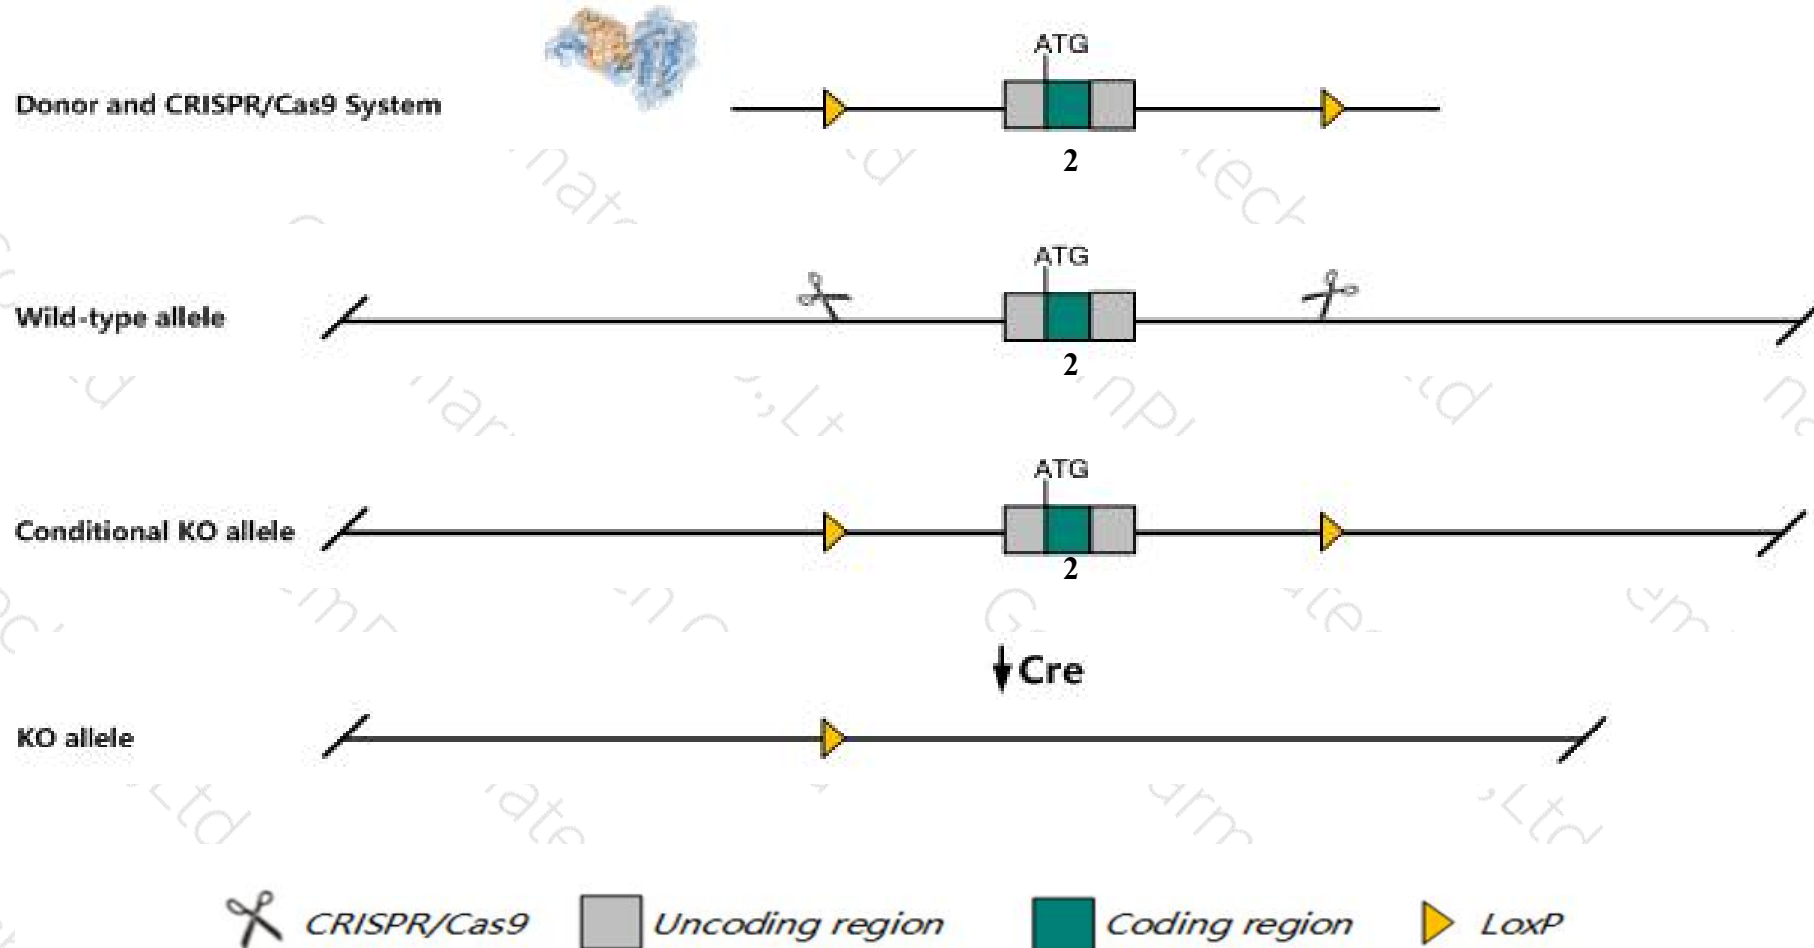 ATG
Donor and CRISPR/Cas9 System
2
ATG
Wild-type allele
2
ATG
Conditional KO allele
2
Cre
KO allele
CRISPR/Cas9
Uncoding region
Coding region
LoxP